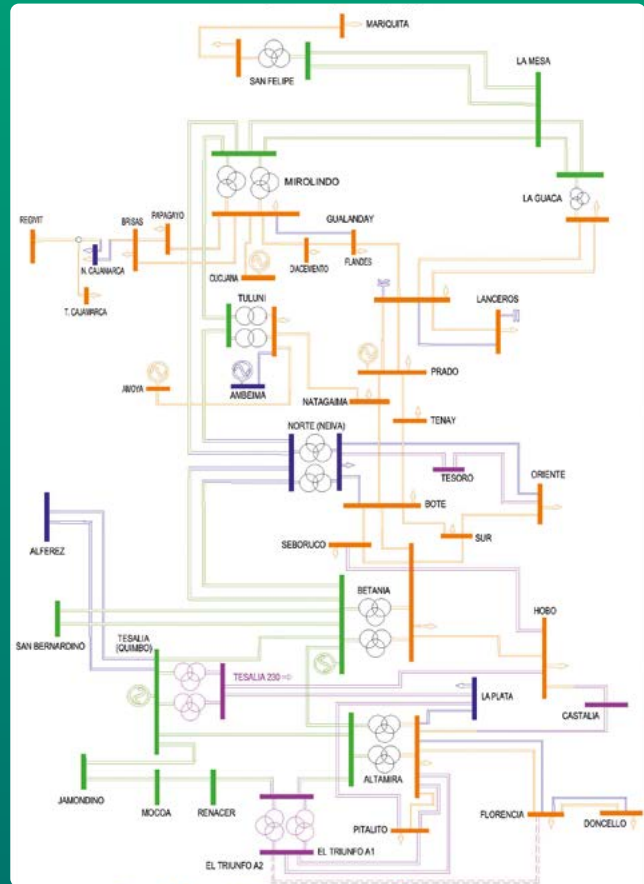 MARIQUITA
SAN FELIPE
LA MESA
MIROLINDO
LA GUACA
REDIVIT
BRISAS
PAPAGAYO
GUALANDAY
N. CAJAMARCA
DIACEMENTO
FLANDES
CUCUANA
T. CAJAMARCA
TULUNI
LANCEROS
PRADO
AMOYA
AMBEIMA
NATAGAIMA
TENAY
NORTE (NEIVA)
TESORO
ORIENTE
BOTE
SUR
SEBORUCO
ALFEREZ
BETANIA
HOBO
SAN BERNARDINO
TESALIA
(QUIMBO)
TESALIA 230
LA PLATA
CASTALIA
ALTAMIRA
JAMONDINO
MOCOA
RENACER
PITALITO
FLORENCIA
DONCELLO
EL TRIUNFO A1
EL TRIUNFO A2